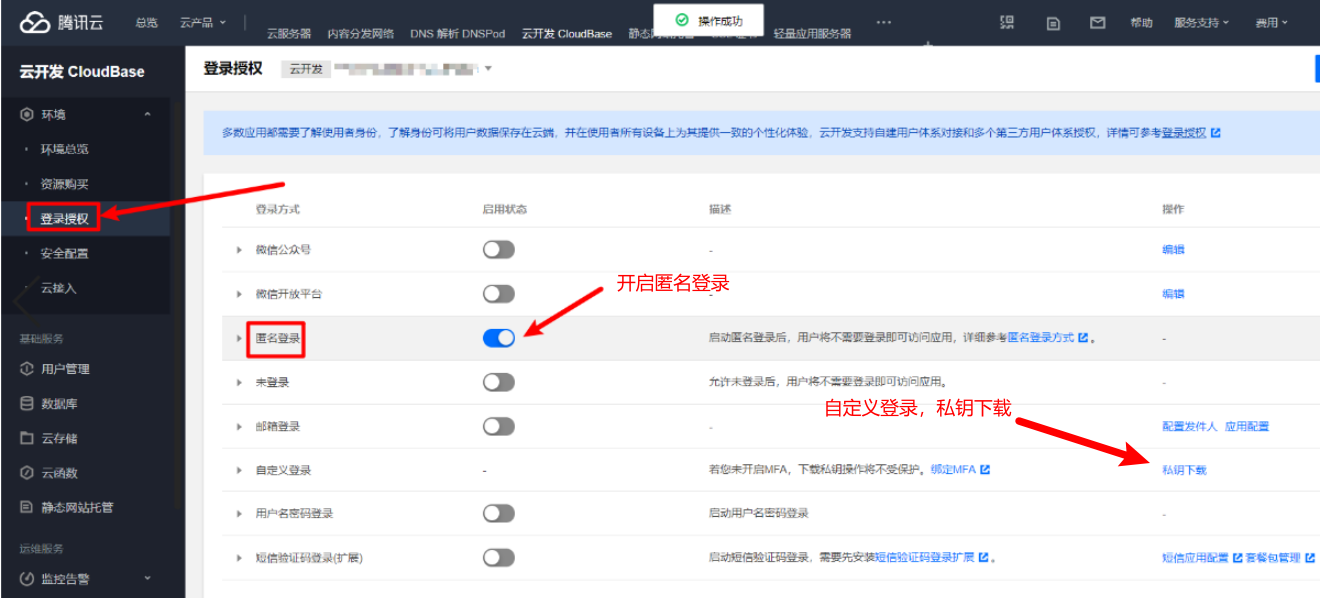 腾讯云 总览 云产品 操作成功 帮助 服务支持 费用
云服务器 内容分发网络 DNS 解析 DNSPod 云开发 CloudBase 轻量应用服务器
云开发 CloudBase
登录授权 云开发
环境
环境总览
资源购买
登录授权
安全配置
云接入
基础服务
用户管理
数据库
云存储
云函数
静态网站托管
运维服务
监控告警
多数应用都需要了解使用者身份，了解身份可将用户数据保存在云端，并在使用者所有设备上为其提供一致的个性化体验，云开发支持自建用户体系对接和多个第三方用户体系授权，详情可参考登录授权
登录方式 启用状态 描述 操作
微信公众号 - 编辑
开启匿名登录
微信开放平台 - 编辑
匿名登录 启动匿名登录后，用户将不需要登录即可访问应用，详细参考匿名登录方式。 -
未登录 允许未登录后，用户将不需要登录即可访问应用。 -
自定义登录，私钥下载
邮箱登录 - 配置发件人 应用配置
自定义登录 - 若您未开启MFA，下载私钥操作将不受保护。绑定MFA 私钥下载
用户名密码登录 启动用户名密码登录 -
短信验证码登录(扩展) 启动短信验证码登录，需要先安装短信验证码登录扩展。 短信应用配置 套餐包管理